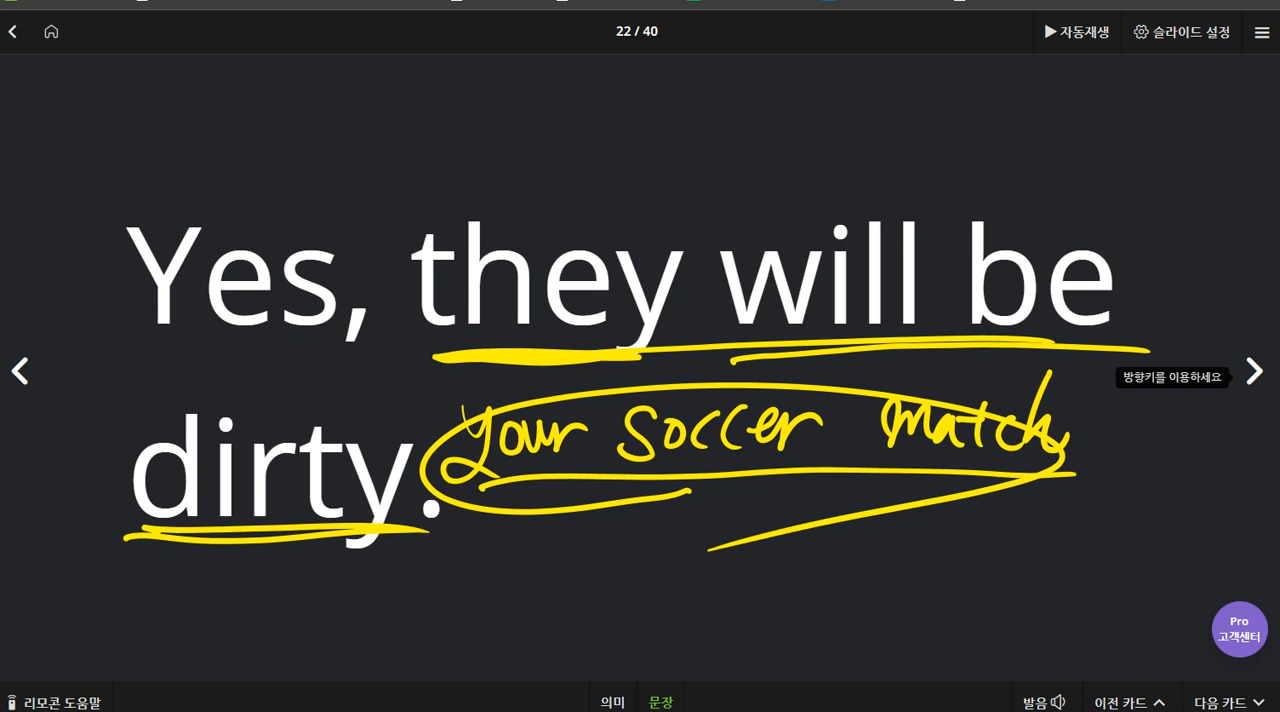 22 / 40
자동재생
슬라이드 설정
Yes, they will be
방향키를 이용하세요
your soccer match
dirty.
Pro
고객센터
리모콘 도움말
의미
문장
발음
이전 카드
다음 카드